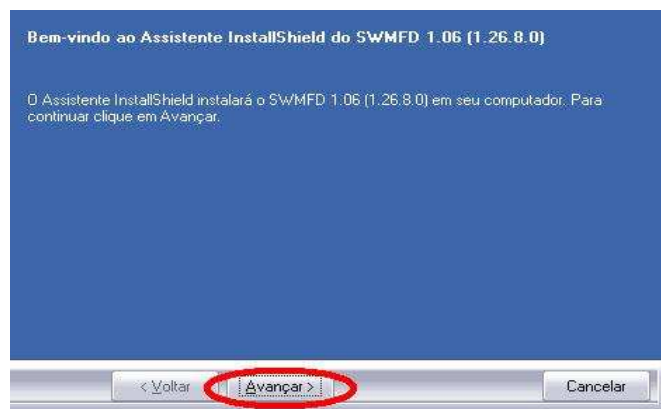 Bem-vindo ao Assistente InstallShield do SWMFD 1.06 (1.26.8.0)
O Assistente InstallShield instalará o SWMFD 1.06 (1.26.8.0) em seu computador. Para
continuar clique em Avançar.
< Voltar Avançar > Cancelar